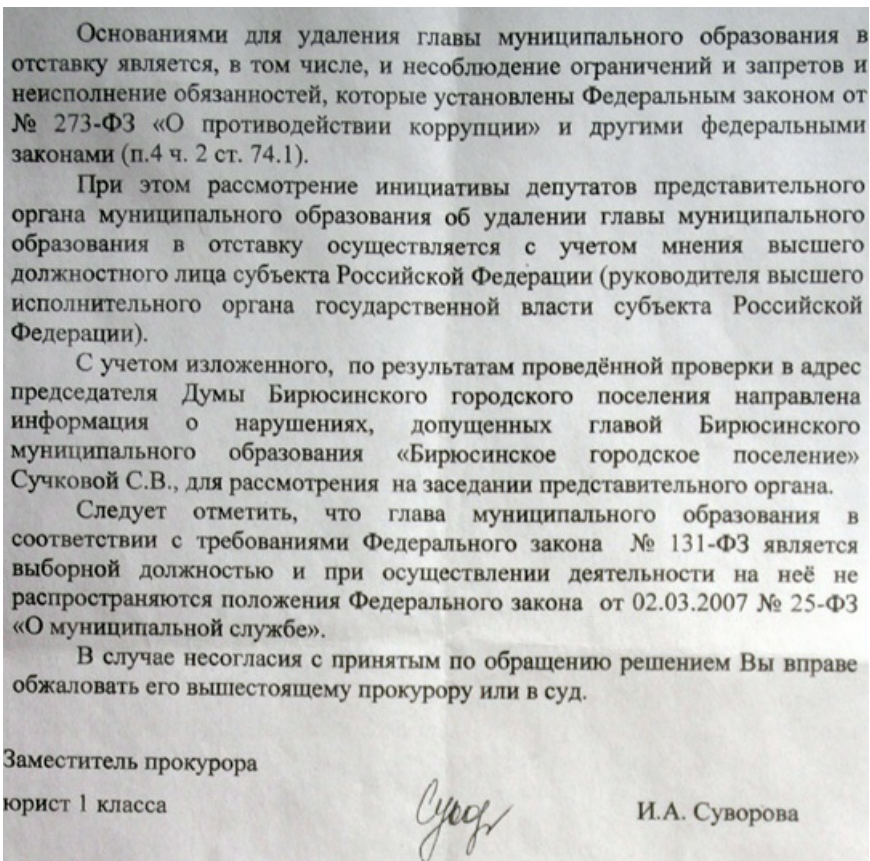 Основаниями для удаления главы муниципального образования в
отставку является, в том числе, и несоблюдение ограничений и запретов и
неисполнение обязанностей, которые установлены Федеральным законом от
№ 273-ФЗ «О противодействии коррупции» и другими федеральными
законами (п.4 ч. 2 ст. 74.1).
При этом рассмотрение инициативы депутатов представительного
органа муниципального образования об удалении главы муниципального
образования в отставку осуществляется с учетом мнения высшего
должностного лица субъекта Российской Федерации (руководителя высшего
исполнительного органа государственной власти субъекта Российской
Федерации).
С учетом изложенного, по результатам проведённой проверки в адрес
председателя Думы Бирюсинского городского поселения направлена
информация о нарушениях, допущенных главой Бирюсинского
муниципального образования «Бирюсинское городское поселение»
Сучковой С.В., для рассмотрения на заседании представительного органа.
Следует отметить, что глава муниципального образования в
соответствии с требованиями Федерального закона № 131-ФЗ является
выборной должностью и при осуществлении деятельности на неё не
распространяются положения Федерального закона от 02.03.2007 № 25-ФЗ
«О муниципальной службе».
В случае несогласия с принятым по обращению решением Вы вправе
обжаловать его вышестоящему прокурору или в суд.
Заместитель прокурора
юрист 1 класса И.А. Суворова